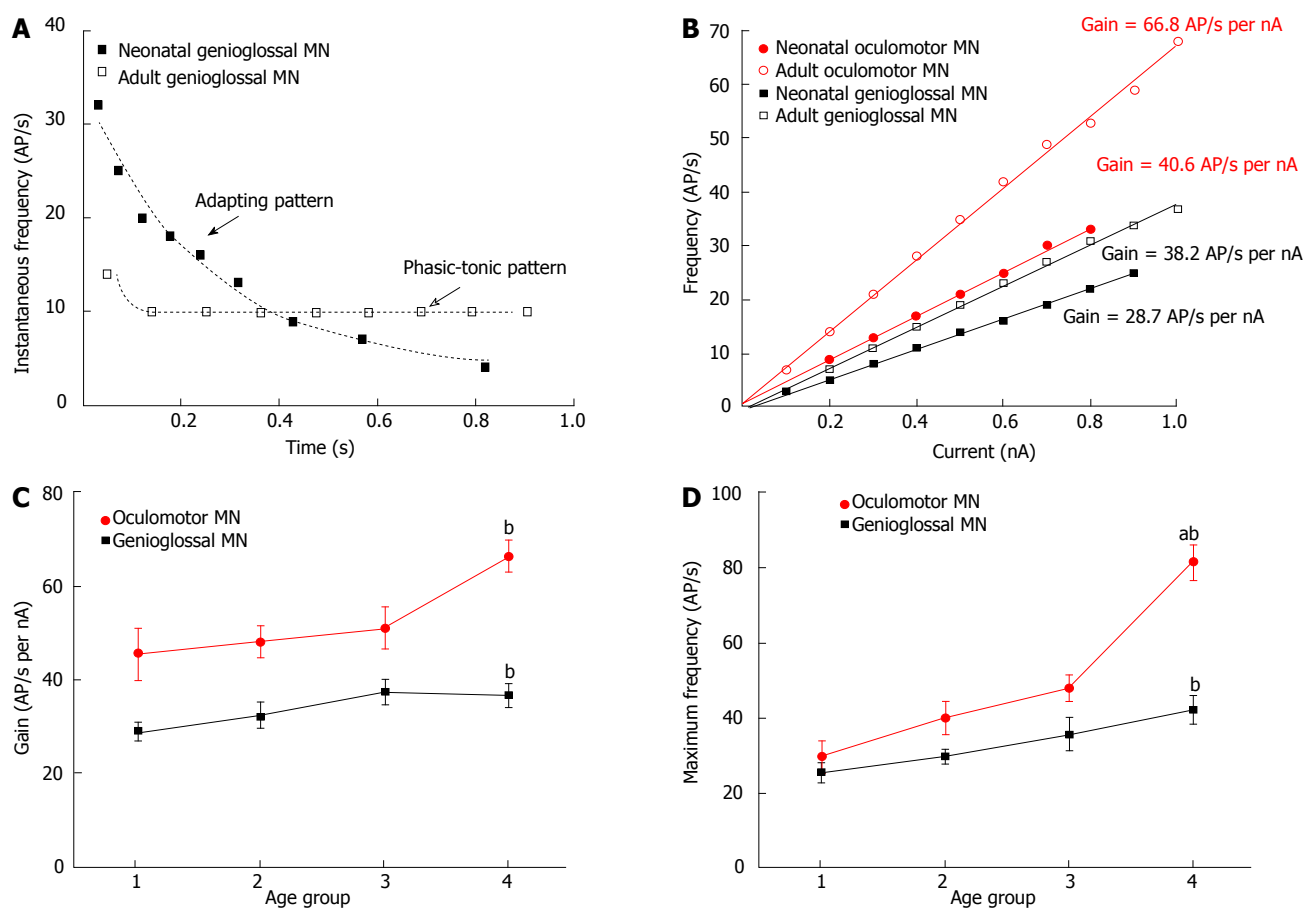 A
40
30
20
10
0
Instantaneous frequency (AP/s)
Neonatal genioglossal MN
Adult genioglossal MN
Adapting pattern
Phasic-tonic pattern
0.2 0.4 0.6 0.8 1.0
Time (s)
B
70
60
50
40
30
20
10
0
Frequency (AP/s)
Neonatal oculomotor MN
Adult oculomotor MN
Neonatal genioglossal MN
Adult genioglossal MN
Gain = 66.8 AP/s per nA
Gain = 40.6 AP/s per nA
Gain = 38.2 AP/s per nA
Gain = 28.7 AP/s per nA
0.2 0.4 0.6 0.8 1.0
Current (nA)
C
80
60
40
20
0
Gain (AP/s per nA)
Oculomotor MN
Genioglossal MN
b
b
1 2 3 4
Age group
D
100
80
60
40
20
0
Maximum frequency (AP/s)
Oculomotor MN
Genioglossal MN
ab
b
1 2 3 4
Age group